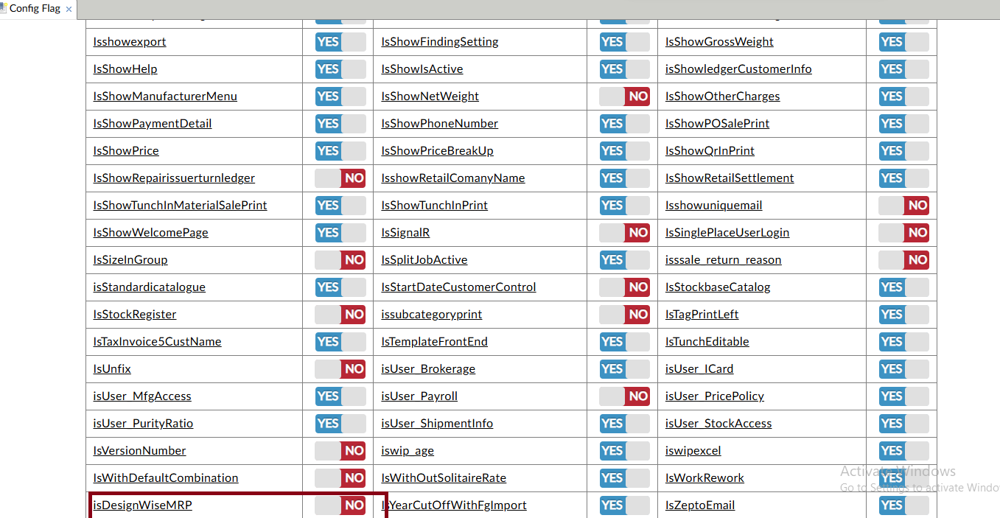 Config Flag ×
Isshowexport YES IsShowFindingSetting YES IsShowGrossWeight YES
IsShowHelp YES IsShowIsActive YES isShowledgerCustomerInfo YES
IsShowManufacturerMenu YES IsShowNetWeight NO IsShowOtherCharges YES
IsShowPaymentDetail YES IsShowPhoneNumber YES IsShowPOSalePrint YES
IsShowPrice YES IsShowPriceBreakUp YES IsShowQrInPrint YES
IsShowRepairissuerturnledger NO IsshowRetailComanyName YES IsShowRetailSettlement YES
IsShowTunchInMaterialSalePrint YES IsShowTunchInPrint YES Isshowuniquemail NO
IsShowWelcomePage YES IsSignalR NO IsSinglePlaceUserLogin NO
IsSizeInGroup NO IsSplitJobActive YES isssale_return_reason NO
isStandardicatalogue YES IsStartDateCustomerControl NO IsStockbaseCatalog YES
IsStockRegister NO issubcategoryprint NO IsTagPrintLeft YES
IsTaxInvoice5CustName YES IsTemplateFrontEnd YES IsTunchEditable YES
IsUnfix NO isUser_Brokerage YES isUser_ICard YES
isUser_MfgAccess YES isUser_Payroll NO isUser_PricePolicy YES
isUser_PurityRatio YES isUser_ShipmentInfo YES isUser_StockAccess YES
IsVersionNumber NO iswip_age YES iswipexcel YES
IsWithDefaultCombination NO IsWithOutSolitaireRate YES IsWorkRework YES
isDesignWiseMRP NO IsYearCutOffWithFgImport YES IsZeptoEmail YES
Activate Windows
Go to Settings to activate Windo